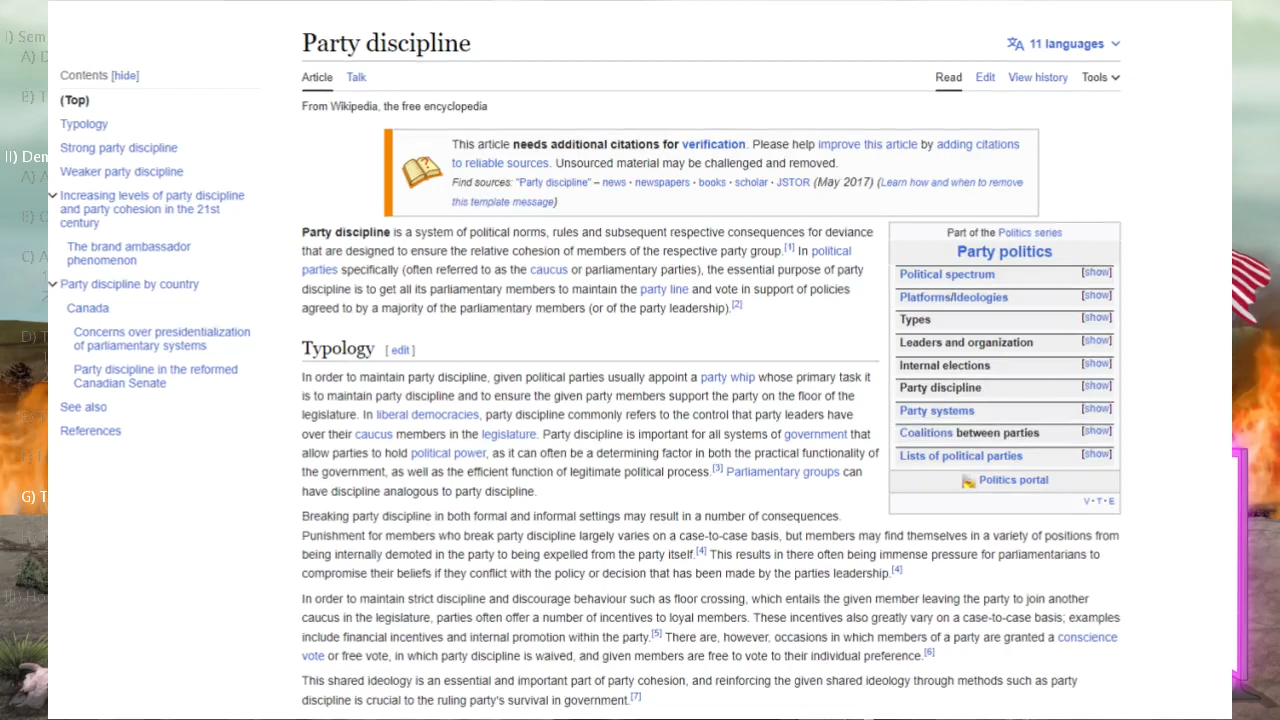 I) Sem
A) D
B) T
II) Dem
A) A
B) C
C) A
D) T
G) T
III) Ho
Contents [hide]
(Top)
Typology
Strong party discipline
Weaker party discipline
Increasing levels of party discipline
and party cohesion in the 21st
century
The brand ambassador
phenomenon
Party discipline by country
Canada
Concerns over presidentialization
of parliamentary systems
Party discipline in the reformed
Canadian Senate
See also
References
Party discipline
11 languages
Article Talk
Read Edit View history Tools
From Wikipedia, the free encyclopedia
This article needs additional citations for verification. Please help improve this article by adding citations
to reliable sources. Unsourced material may be challenged and removed.
Find sources: "Party discipline" – news · newspapers · books · scholar · JSTOR (May 2017) (Learn how and when to remove
this template message)
Party discipline is a system of political norms, rules and subsequent respective consequences for deviance
that are designed to ensure the relative cohesion of members of the respective party group.[1] In political
parties specifically (often referred to as the caucus or parliamentary parties), the essential purpose of party
discipline is to get all its parliamentary members to maintain the party line and vote in support of policies
agreed to by a majority of the parliamentary members (or of the party leadership).[2]
Part of the Politics series
Party politics
Political spectrum [show]
Platforms/Ideologies [show]
Types [show]
Leaders and organization [show]
Internal elections [show]
Party discipline [show]
Party systems [show]
Coalitions between parties [show]
Lists of political parties [show]
Politics portal
V·T·E
Typology [ edit ]
In order to maintain party discipline, given political parties usually appoint a party whip whose primary task it
is to maintain party discipline and to ensure the given party members support the party on the floor of the
legislature. In liberal democracies, party discipline commonly refers to the control that party leaders have
over their caucus members in the legislature. Party discipline is important for all systems of government that
allow parties to hold political power, as it can often be a determining factor in both the practical functionality of
the government, as well as the efficient function of legitimate political process.[3] Parliamentary groups can
have discipline analogous to party discipline.
Breaking party discipline in both formal and informal settings may result in a number of consequences.
Punishment for members who break party discipline largely varies on a case-to-case basis, but members may find themselves in a variety of positions from
being internally demoted in the party to being expelled from the party itself.[4] This results in there often being immense pressure for parliamentarians to
compromise their beliefs if they conflict with the policy or decision that has been made by the parties leadership.[4]
In order to maintain strict discipline and discourage behaviour such as floor crossing, which entails the given member leaving the party to join another
caucus in the legislature, parties often offer a number of incentives to loyal members. These incentives also greatly vary on a case-to-case basis; examples
include financial incentives and internal promotion within the party.[5] There are, however, occasions in which members of a party are granted a conscience
vote or free vote, in which party discipline is waived, and given members are free to vote to their individual preference.[6]
This shared ideology is an essential and important part of party cohesion, and reinforcing the given shared ideology through methods such as party
discipline is crucial to the ruling party's survival in government.[7]